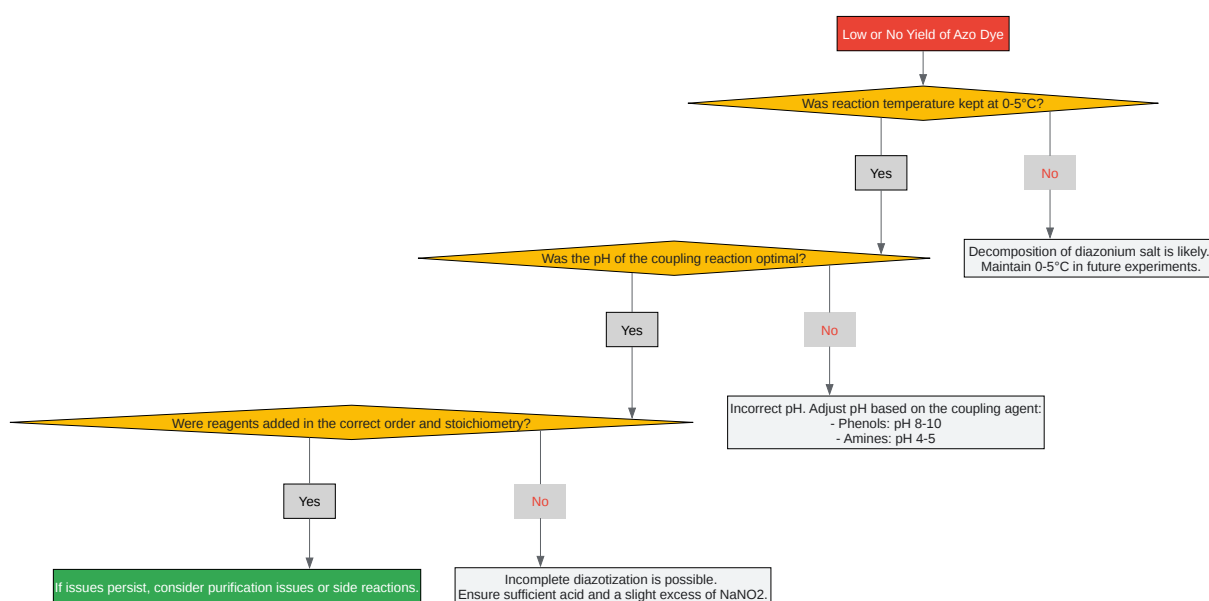 Low or No Yield of Azo Dye
Was reaction temperature kept at 0-5°C?
Yes
No
Decomposition of diazonium salt is likely.
Maintain 0-5°C in future experiments.
Was the pH of the coupling reaction optimal?
Yes
No
Incorrect pH. Adjust pH based on the coupling agent:
- Phenols: pH 8-10
- Amines: pH 4-5
Were reagents added in the correct order and stoichiometry?
Yes
No
If issues persist, consider purification issues or side reactions.
Incomplete diazotization is possible.
Ensure sufficient acid and a slight excess of NaNO2.